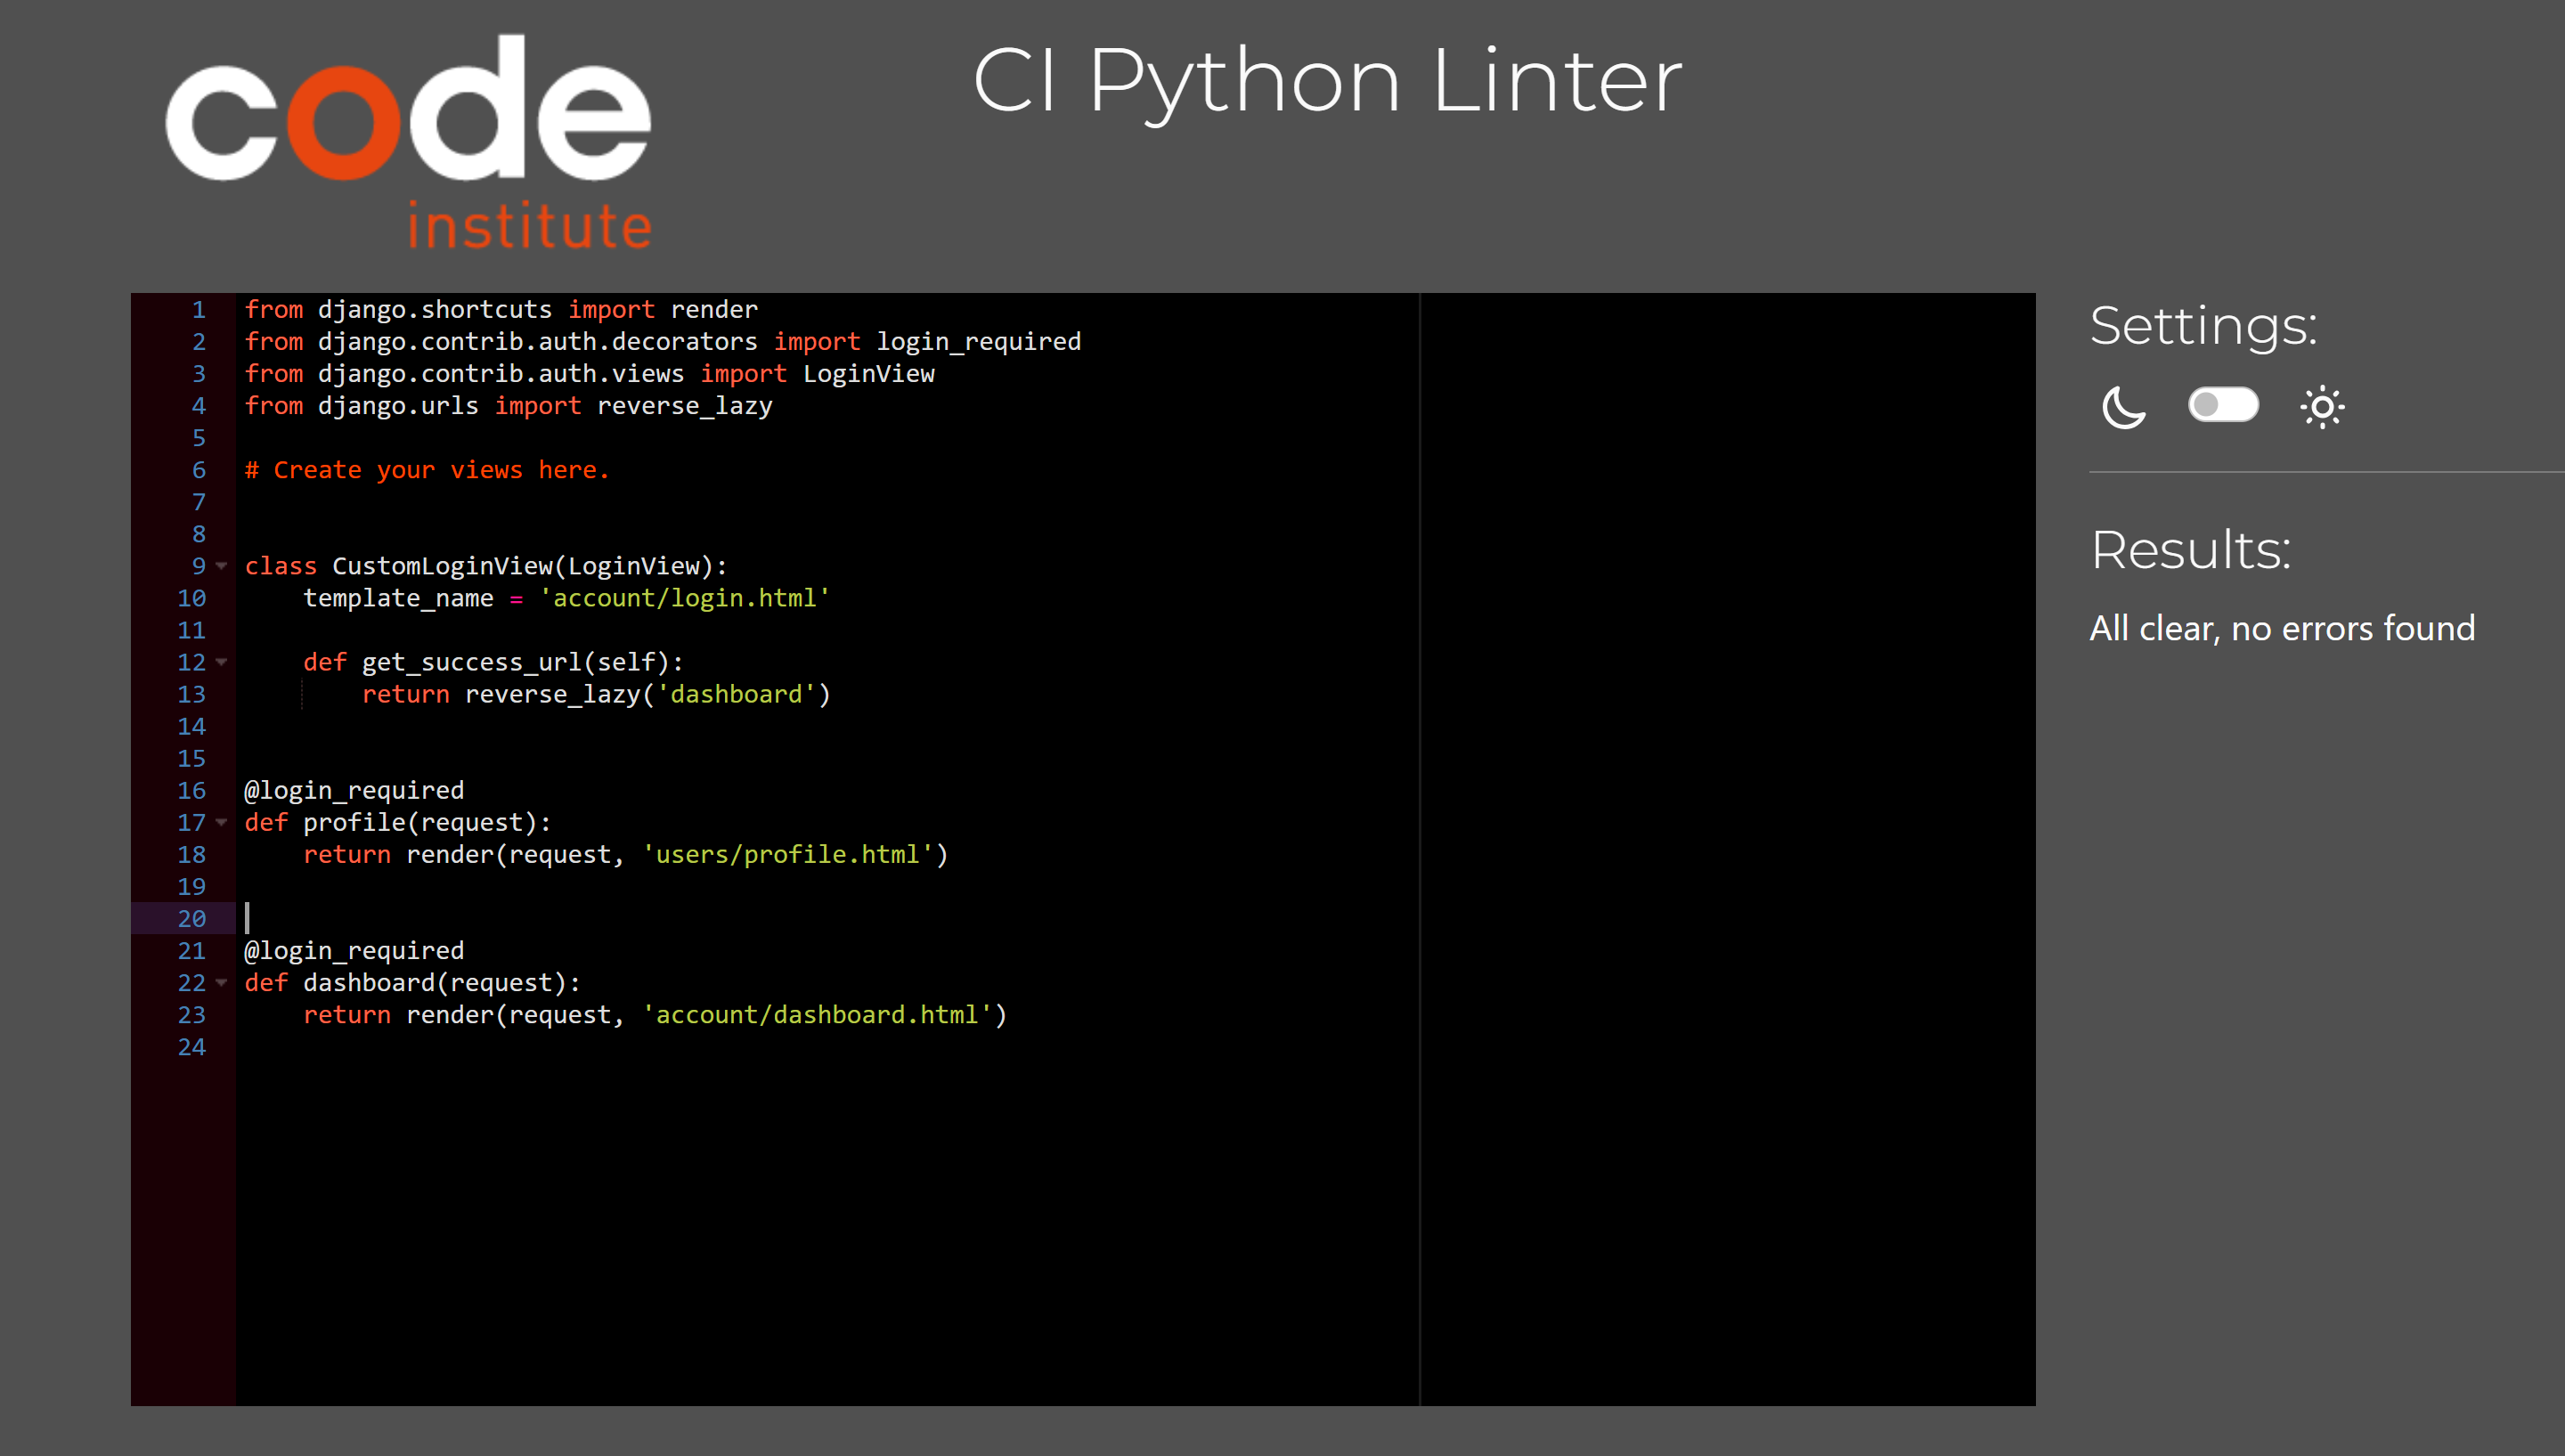 code
institute
CI Python Linter
1 from django.shortcuts import render
2 from django.contrib.auth.decorators import login_required
3 from django.contrib.auth.views import LoginView
4 from django.urls import reverse_lazy
5
6 # Create your views here.
7
8
9 class CustomLoginView(LoginView):
10     template_name = 'account/login.html'
11
12     def get_success_url(self):
13         return reverse_lazy('dashboard')
14
15
16 @login_required
17 def profile(request):
18     return render(request, 'users/profile.html')
19
20
21 @login_required
22 def dashboard(request):
23     return render(request, 'account/dashboard.html')
24
Settings:
Results:
All clear, no errors found